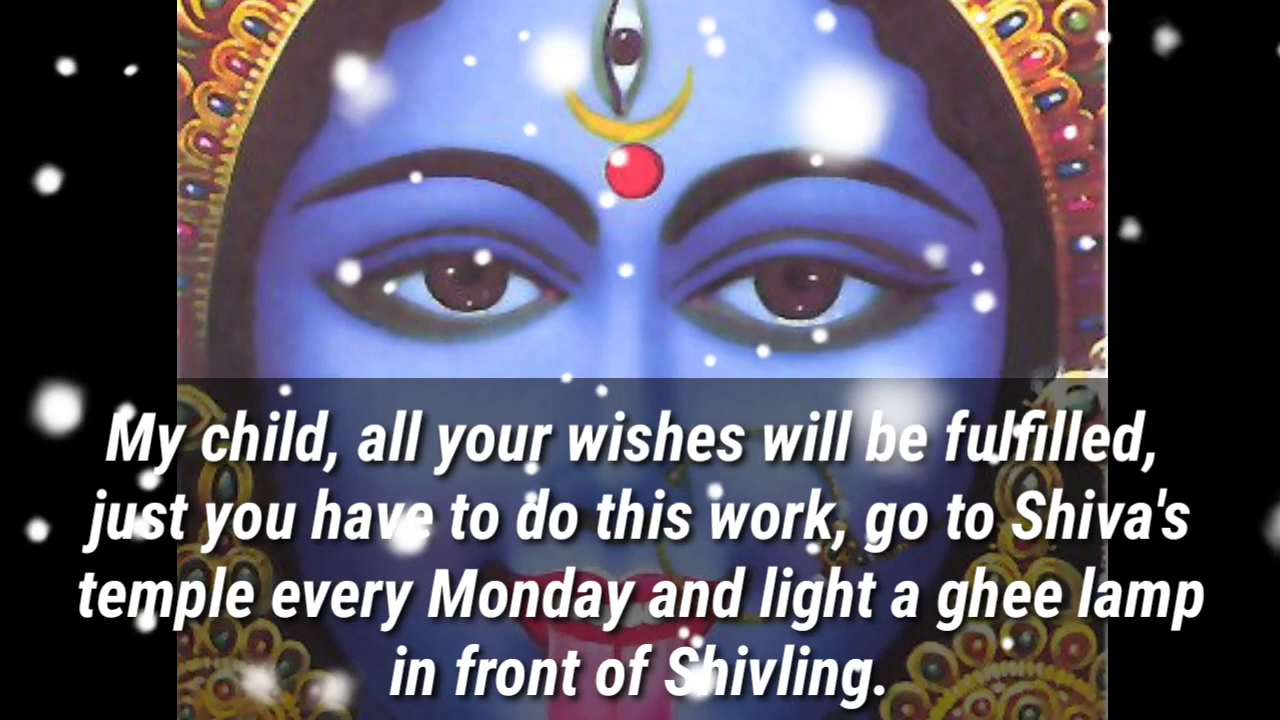 My child, all your wishes will be fulfilled,
just you have to do this work, go to Shiva's
temple every Monday and light a ghee lamp
in front of Shivling.